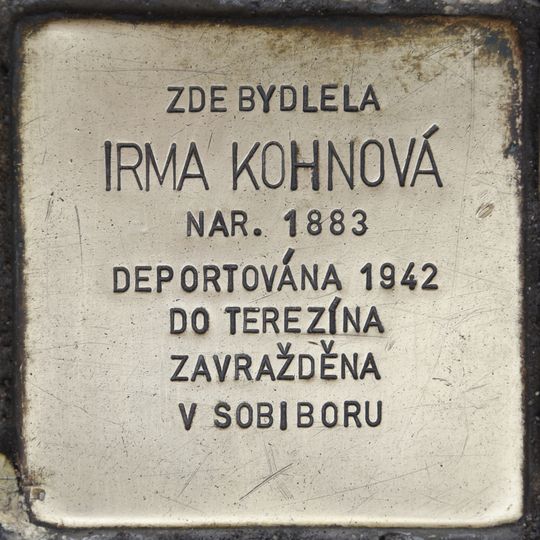 ZDE BYDLELA
IRMA KOHNOVÁ
NAR. 1883
DEPORTOVÁNA 1942
DO TEREZÍNA
ZAVRAŽDĚNA
V SOBIBORU